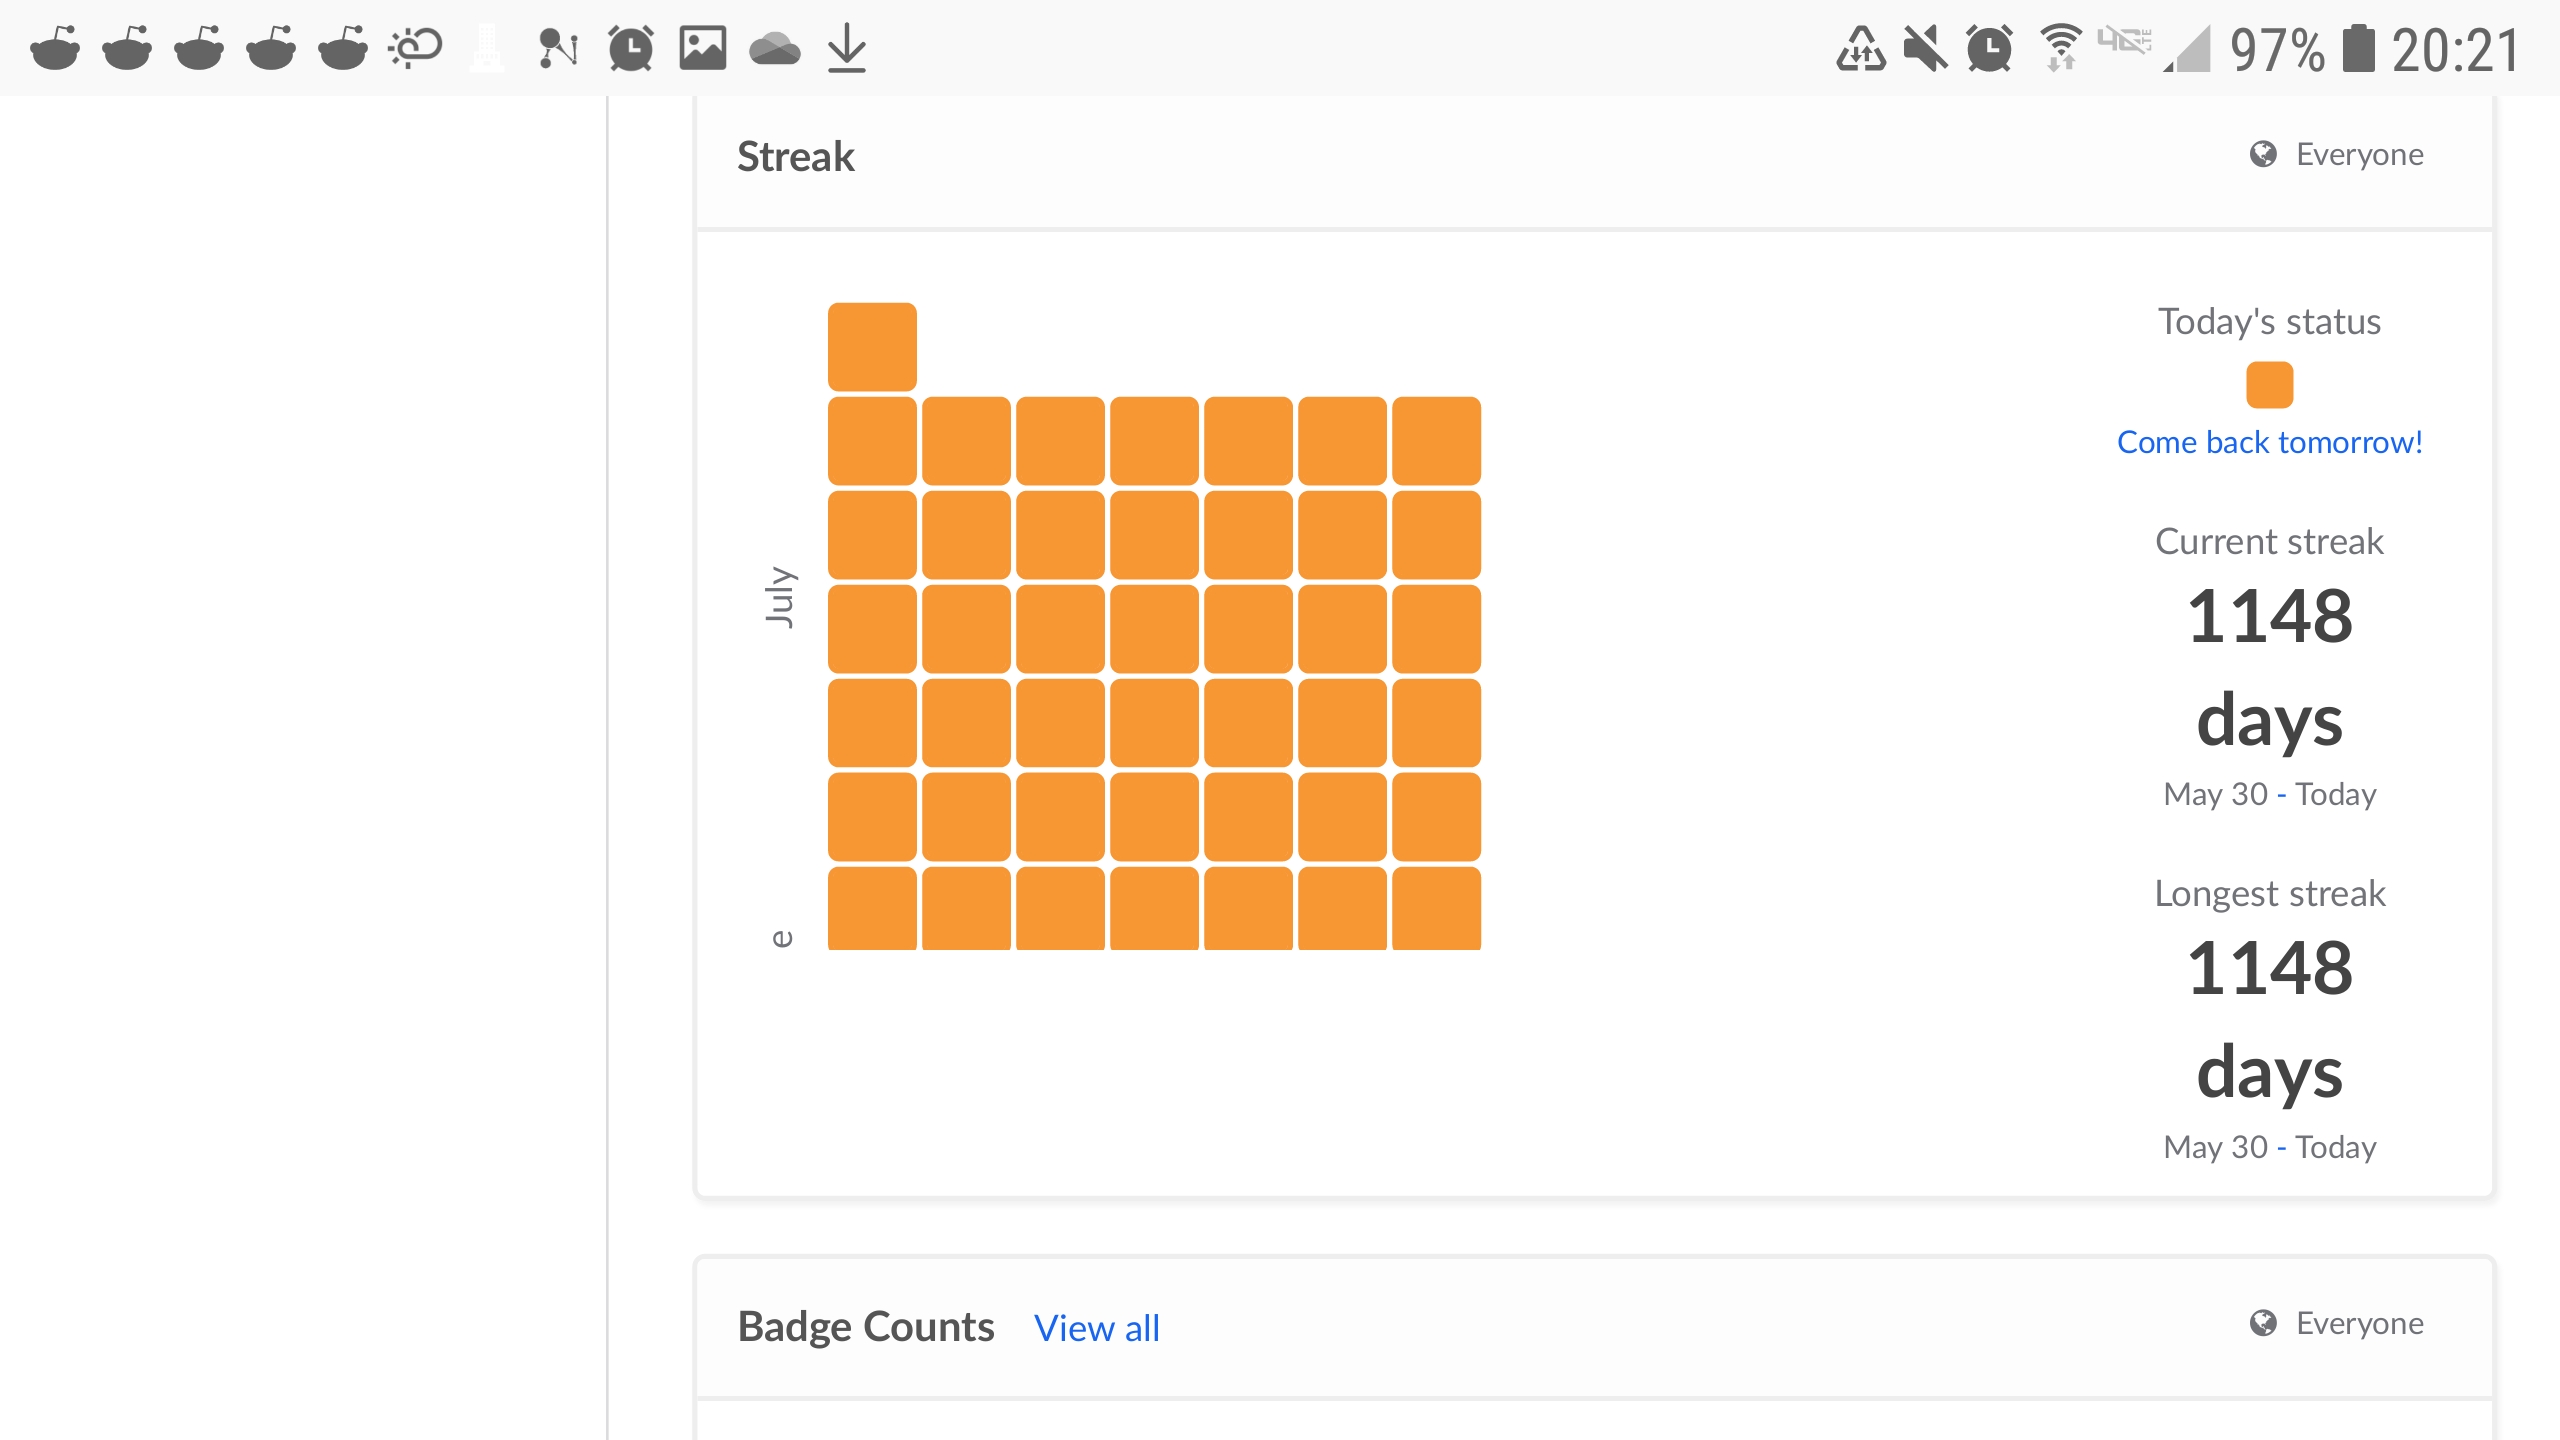 97% 20:21
Streak
Everyone
Today's status
Come back tomorrow!
July
e
Current streak
1148
days
May 30 - Today
Longest streak
1148
days
May 30 - Today
Badge Counts View all
Everyone